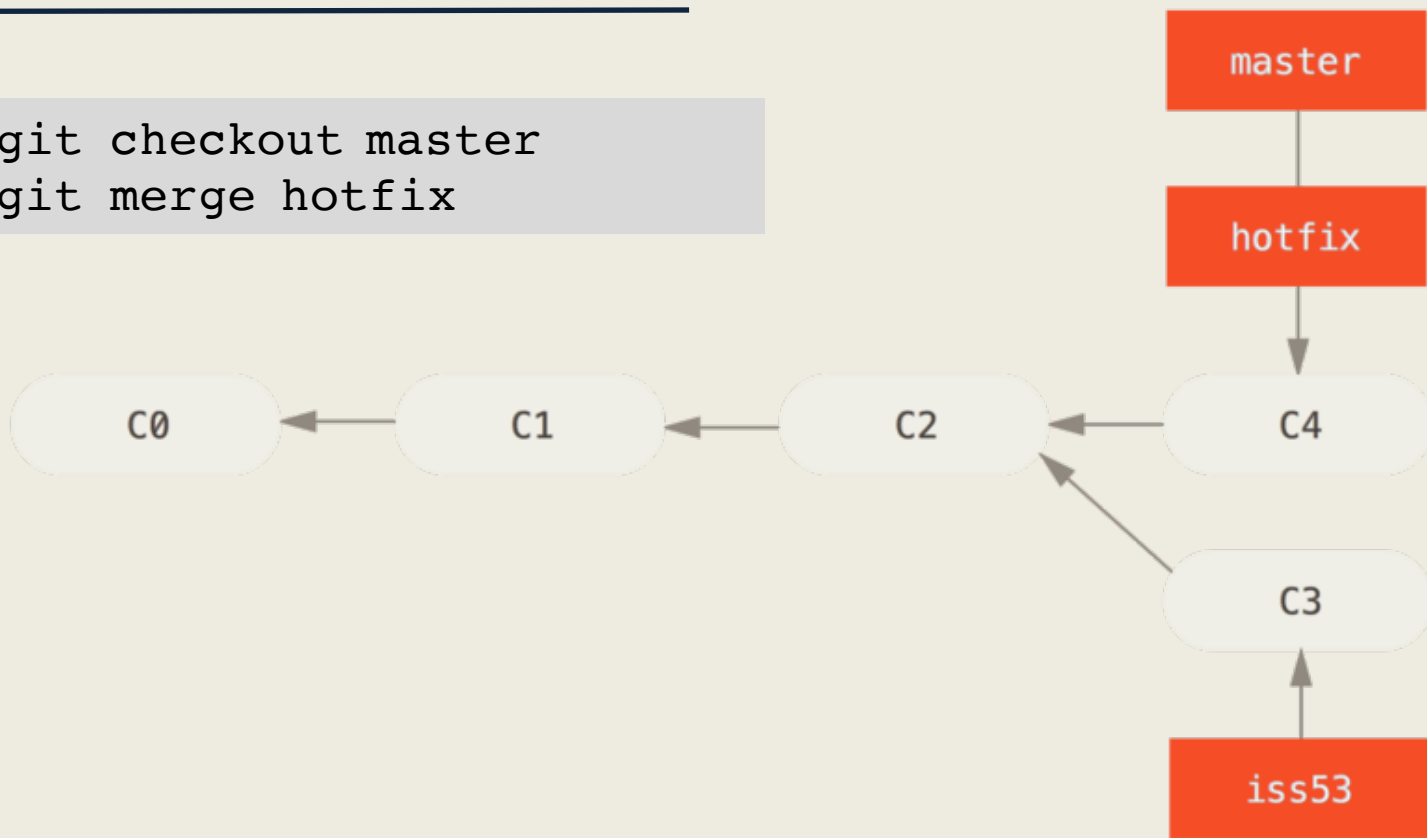 git checkout master
git merge hotfix
master
hotfix
C0
C1
C2
C4
C3
iss53